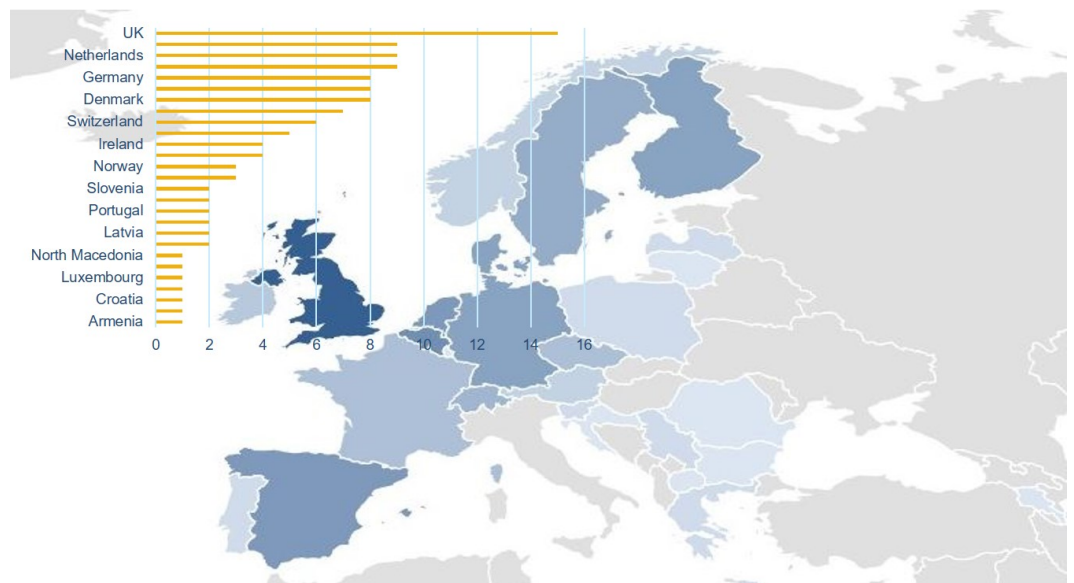 UK
Netherlands
Germany
Denmark
Switzerland
Ireland
Norway
Slovenia
Portugal
Latvia
North Macedonia
Luxembourg
Croatia
Armenia
0 2 4 6 8 10 12 14 16